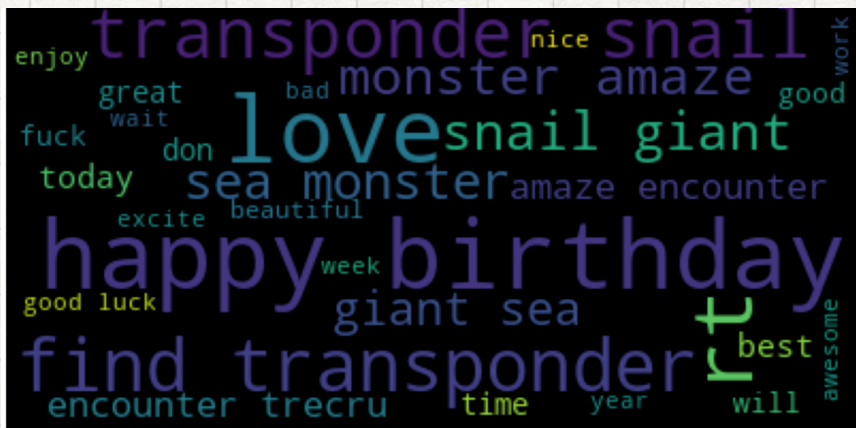 transponder snail
nice
work
enjoy
monster amaze
great
bad
good
wait
love
snail giant
fuck
don
today
sea monster
amaze encounter
beautiful
excite
happy birthday
week
good luck
giant sea
rt
awesome
best
find transponder
encounter trecru
time
year
will